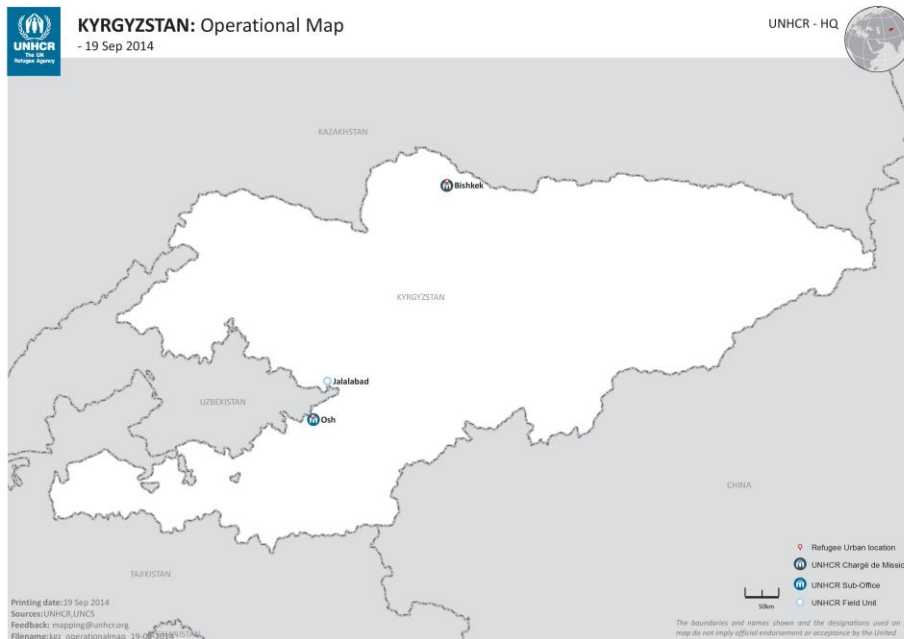 UNHCR
The UN
Refugee Agency
KYRGYZSTAN: Operational Map
- 19 Sep 2014
UNHCR - HQ
KAZAKHSTAN
Bishkek
KYRGYZSTAN
Jalalabad
UZBEKISTAN
Osh
CHINA
TAJIKISTAN
Refugee Urban location
UNHCR Chargé de Missio
UNHCR Sub-Office
UNHCR Field Unit
50km
Printing date:19 Sep 2014
Sources:UNHCR,UNCS
Feedback: mapping@unhcr.org
The boundaries and names shown and the designations used on
map do not imply official endorsement or acceptance by the United